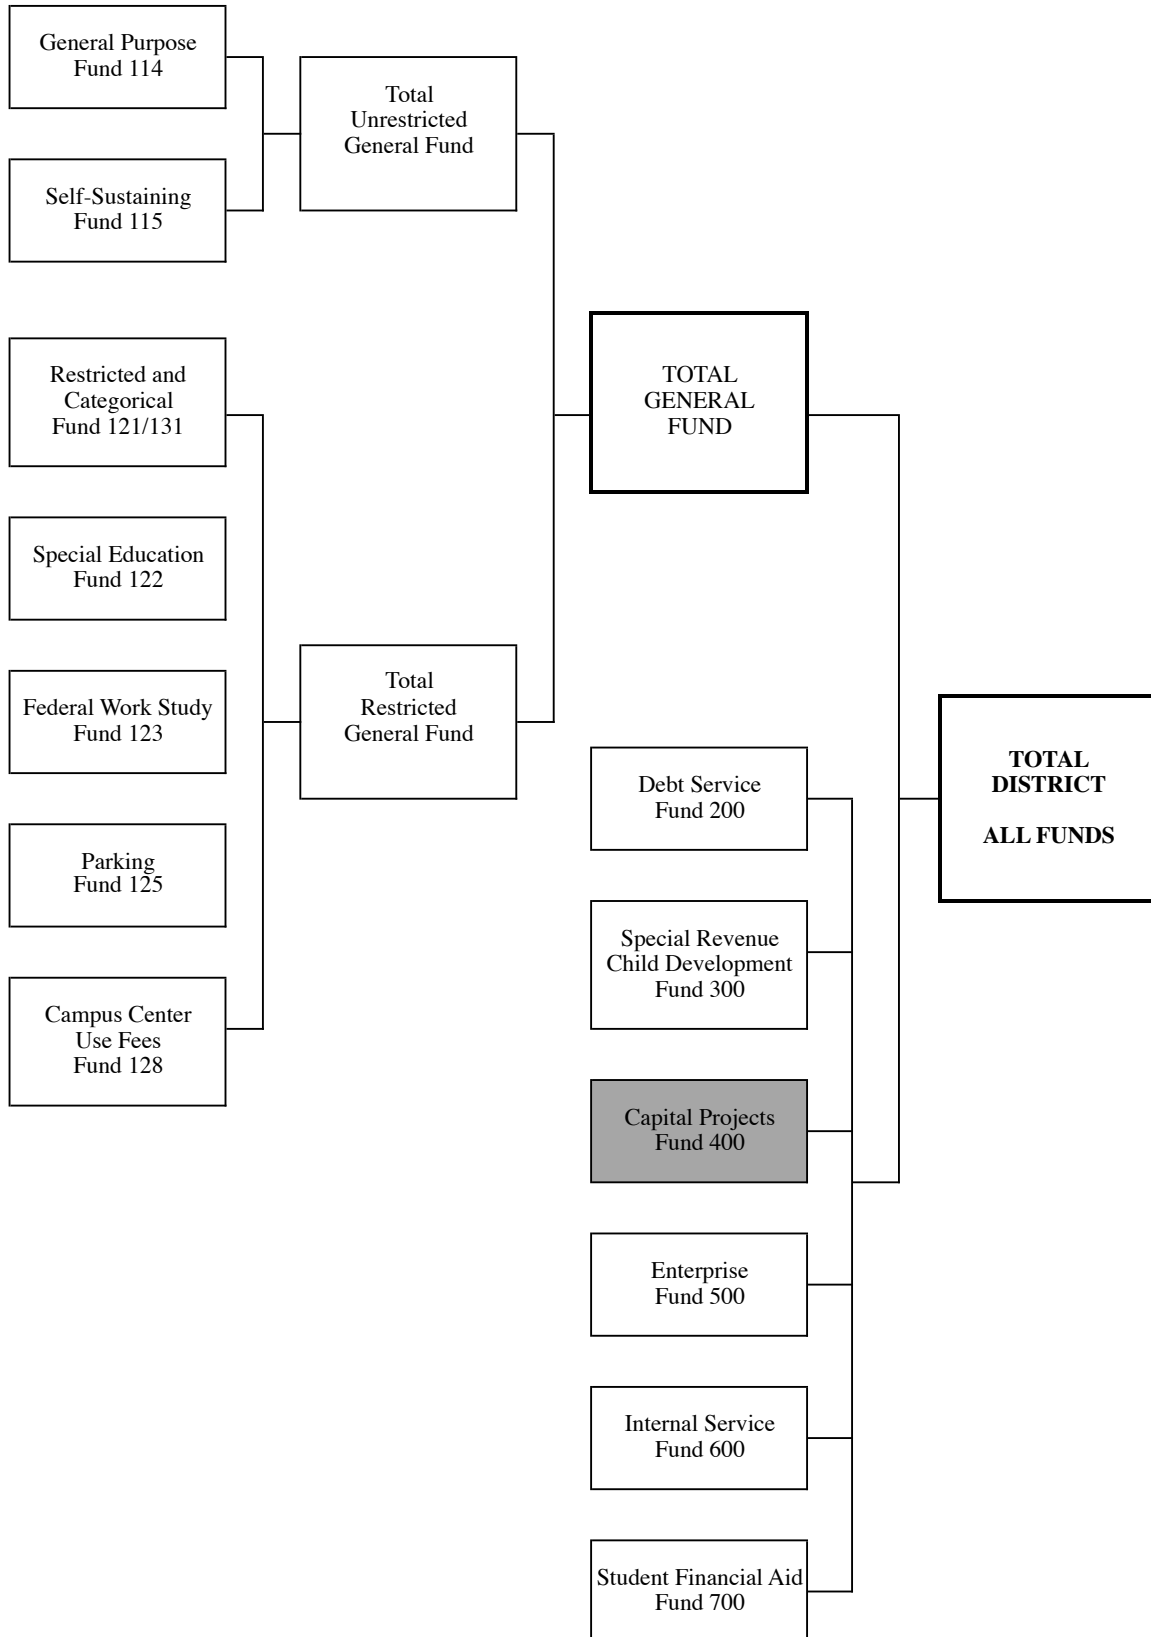 General Purpose
Fund 114
Total
Unrestricted
General Fund
Self-Sustaining
Fund 115
Restricted and
Categorical
Fund 121/131
TOTAL
GENERAL
FUND
Special Education
Fund 122
Federal Work Study
Fund 123
Total
Restricted
General Fund
Parking
Fund 125
Campus Center
Use Fees
Fund 128
Debt Service
Fund 200
Special Revenue
Child Development
Fund 300
Capital Projects
Fund 400
Enterprise
Fund 500
Internal Service
Fund 600
Student Financial Aid
Fund 700
TOTAL
DISTRICT
ALL FUNDS